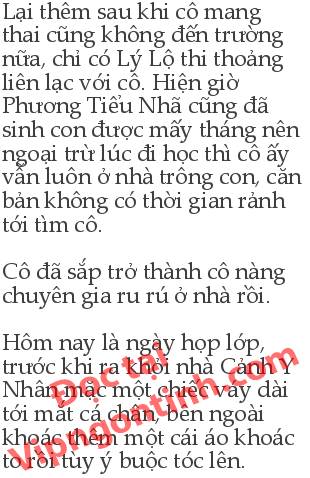 Lại thêm sau khi cô mang
thai cũng không đến trường
nữa, chỉ có Lý Lộ thi thoảng
liên lạc với cô. Hiện giờ
Phương Tiểu Nhã cũng đã
sinh con được mấy tháng nên
ngoại trừ lúc đi học thì cô ấy
vẫn luôn ở nhà trông con, căn
bản không có thời gian rảnh
tới tìm cô.
Cô đã sắp trở thành cô nàng
chuyên gia ru rú ở nhà rồi.
Hôm nay là ngày họp lớp,
trước khi ra khỏi nhà Cảnh Y
Nhân mặc một chiếc váy dài
tới mắt cá chân, bên ngoài
khoác thêm một cái áo khoác
to rồi tùy ý buộc tóc lên.
Đọc tại
Vipngontinh.com